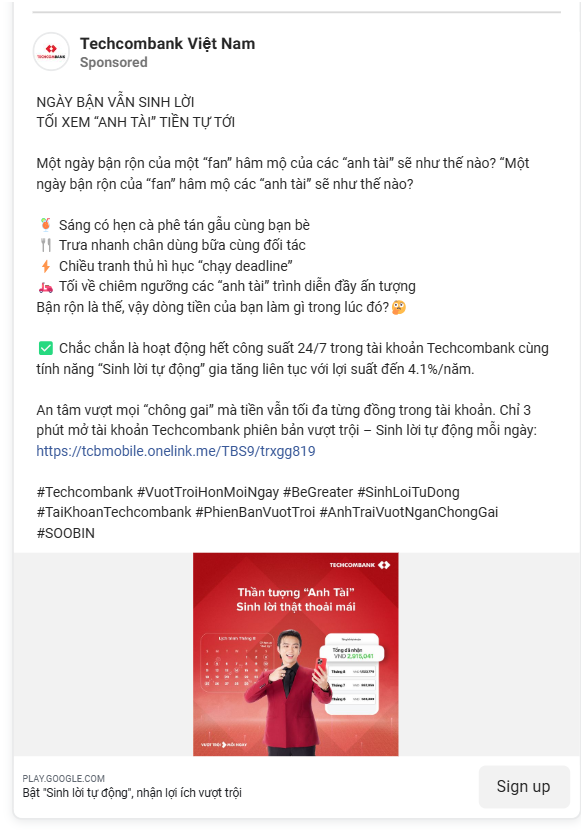 Techcombank Việt Nam
Sponsored
NGÀY BẬN VẪN SINH LỜI
TỐI XEM “ANH TÀI” TIỀN TỰ TỚI
Một ngày bận rộn của một “fan” hâm mộ của các “anh tài” sẽ như thế nào? “Một
ngày bận rộn của “fan” hâm mộ các “anh tài” sẽ như thế nào?
🍹 Sáng có hẹn cà phê tán gẫu cùng bạn bè
🍴 Trưa nhanh chân dùng bữa cùng đối tác
⚡ Chiều tranh thủ hì hục “chạy deadline”
🛵 Tối về chiêm ngưỡng các “anh tài” trình diễn đầy ấn tượng
Bận rộn là thế, vậy dòng tiền của bạn làm gì trong lúc đó?🤔
✅ Chắc chắn là hoạt động hết công suất 24/7 trong tài khoản Techcombank cùng
tính năng “Sinh lời tự động” gia tăng liên tục với lợi suất đến 4.1%/năm.
An tâm vượt mọi “chông gai” mà tiền vẫn tối đa từng đồng trong tài khoản. Chỉ 3
phút mở tài khoản Techcombank phiên bản vượt trội – Sinh lời tự động mỗi ngày:
https://tcbmobile.onelink.me/TBS9/trxgg819
#Techcombank #VuotTroiHonMoiNgay #BeGreater #SinhLoiTuDong
#TaiKhoanTechcombank #PhienBanVuotTroi #AnhTraiVuotNganChongGai
#SOOBIN
TECHCOMBANK
Thần tượng “Anh Tài”
Sinh lời thật thoải mái
Lịch hình Tháng 8
Tổng đã nhận
VND 2,915,041
Tháng 8
Tháng 7
VƯỢT TRỘI MỖI NGAY
PLAY.GOOGLE.COM
Bật "Sinh lời tự động", nhận lợi ích vượt trội
Sign up